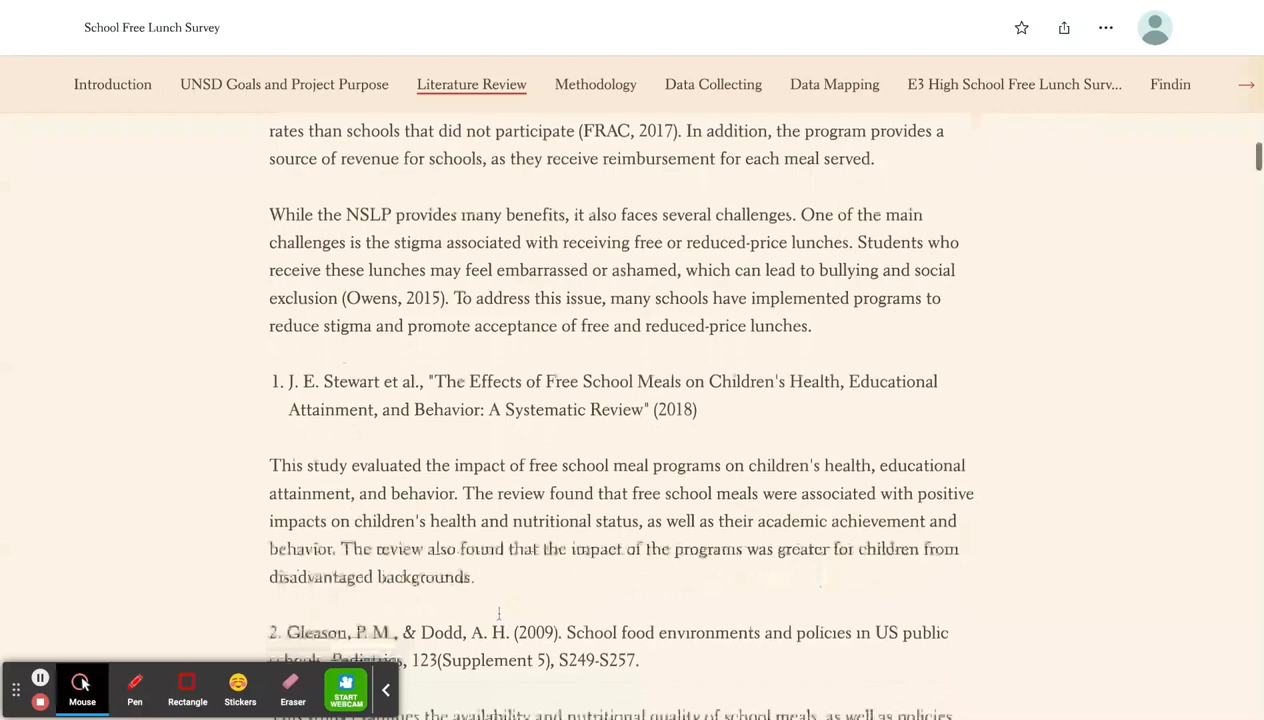 School Free Lunch Survey
Introduction UNSD Goals and Project Purpose Literature Review Methodology Data Collecting Data Mapping E3 High School Free Lunch Surv... Findin
rates than schools that did not participate (FRAC, 2017). In addition, the program provides a
source of revenue for schools, as they receive reimbursement for each meal served.
While the NSLP provides many benefits, it also faces several challenges. One of the main
challenges is the stigma associated with receiving free or reduced-price lunches. Students who
receive these lunches may feel embarrassed or ashamed, which can lead to bullying and social
exclusion (Owens, 2015). To address this issue, many schools have implemented programs to
reduce stigma and promote acceptance of free and reduced-price lunches.
1. J. E. Stewart et al., "The Effects of Free School Meals on Children's Health, Educational
Attainment, and Behavior: A Systematic Review" (2018)
This study evaluated the impact of free school meal programs on children's health, educational
attainment, and behavior. The review found that free school meals were associated with positive
impacts on children's health and nutritional status, as well as their academic achievement and
behavior. The review also found that the impact of the programs was greater for children from
disadvantaged backgrounds.
2. Gleason, P. M., & Dodd, A. H. (2009). School food environments and policies in US public
schools. Pediatrics, 123(Supplement 5), S249-S257.
the availability and nutritional quality of school meals, as well as policies
Mouse Pen Rectangle Stickers Eraser START
WEBCAM